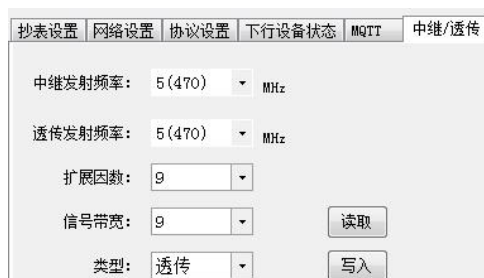 抄表设置 网络设置 协议设置 下行设备状态 MQTT 中继/透传
中继发射频率： 5(470) MHz
透传发射频率： 5(470) MHz
扩展因数： 9
信号带宽： 9 读取
类型： 透传 写入